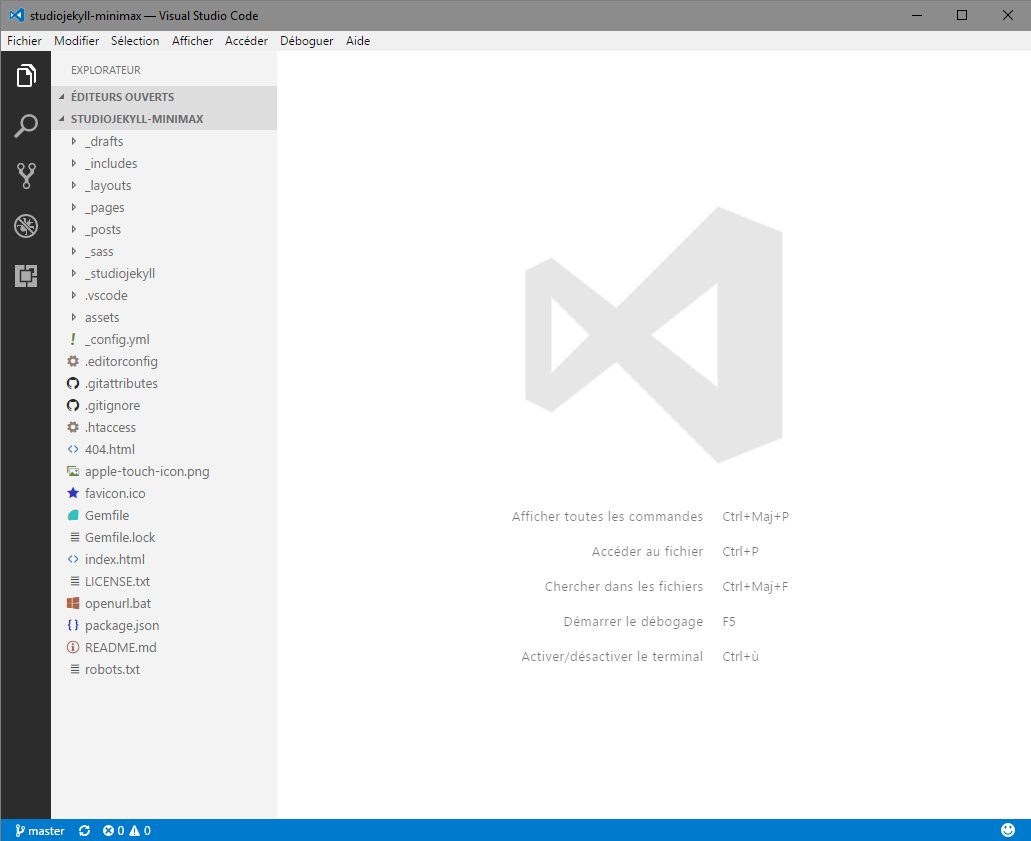 studiojekyll-minimax — Visual Studio Code
Fichier Modifier Sélection Afficher Accéder Déboguer Aide
EXPLORATEUR
ÉDITEURS OUVERTS
STUDIOJEKYLL-MINIMAX
_drafts
_includes
_layouts
_pages
_posts
_sass
_studiojekyll
.vscode
assets
_config.yml
.editorconfig
.gitattributes
.gitignore
.htaccess
404.html
apple-touch-icon.png
favicon.ico
Gemfile
Gemfile.lock
index.html
LICENSE.txt
openurl.bat
package.json
README.md
robots.txt
Afficher toutes les commandes Ctrl+Maj+P
Accéder au fichier Ctrl+P
Chercher dans les fichiers Ctrl+Maj+F
Démarrer le débogage F5
Activer/désactiver le terminal Ctrl+ù
master 0 0